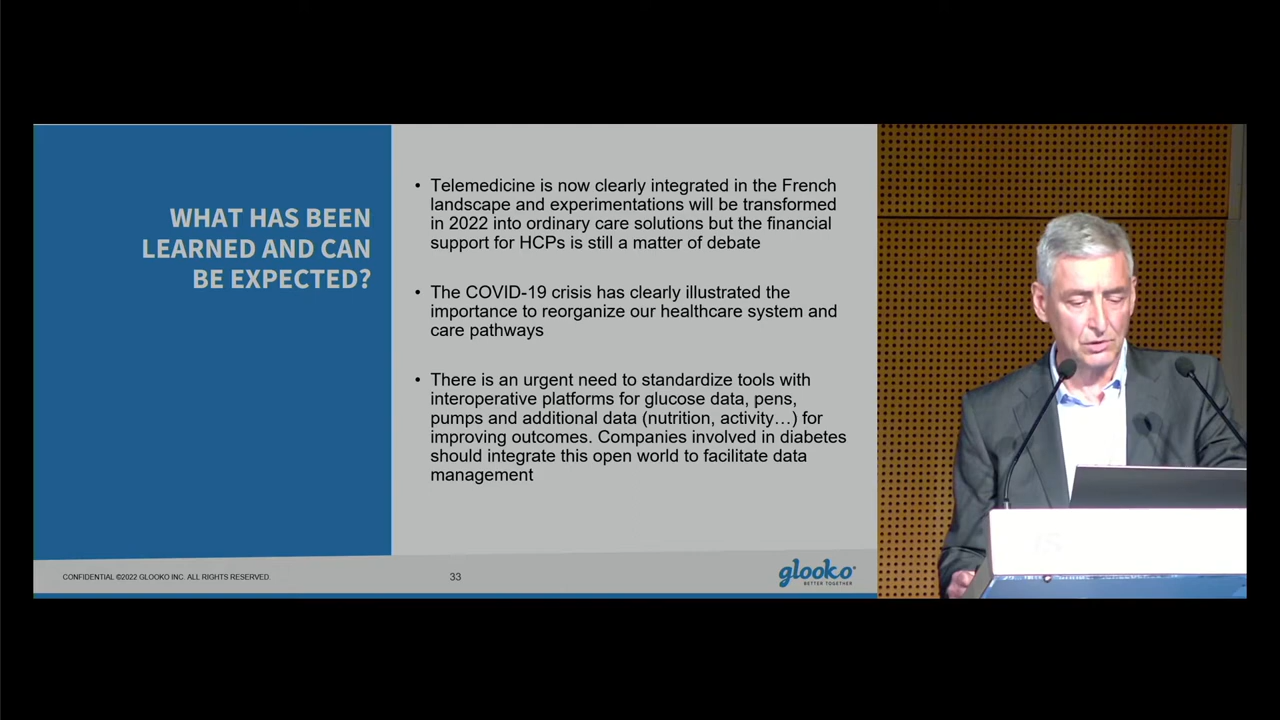 WHAT HAS BEEN
LEARNED AND CAN
BE EXPECTED?
• Telemedicine is now clearly integrated in the French
landscape and experimentations will be transformed
in 2022 into ordinary care solutions but the financial
support for HCPs is still a matter of debate
• The COVID-19 crisis has clearly illustrated the
importance to reorganize our healthcare system and
care pathways
• There is an urgent need to standardize tools with
interoperative platforms for glucose data, pens,
pumps and additional data (nutrition, activity…) for
improving outcomes. Companies involved in diabetes
should integrate this open world to facilitate data
management
CONFIDENTIAL ©2022 GLOOKO INC. ALL RIGHTS RESERVED.
33
glooko
BETTER TOGETHER